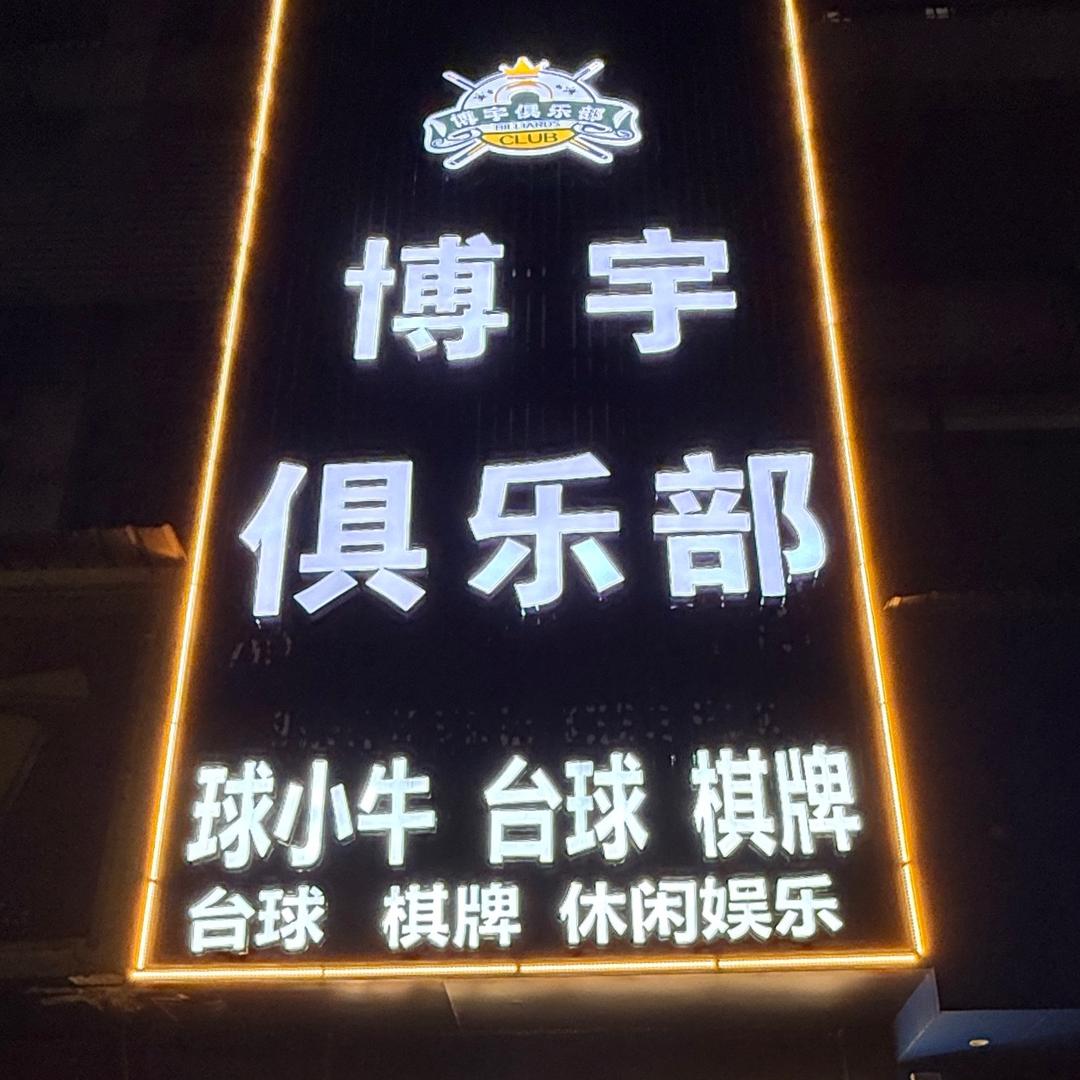 博宇俱乐部
BILLIARDS
CLUB
博宇
俱乐部
球小牛 台球 棋牌
台球 棋牌 休闲娱乐